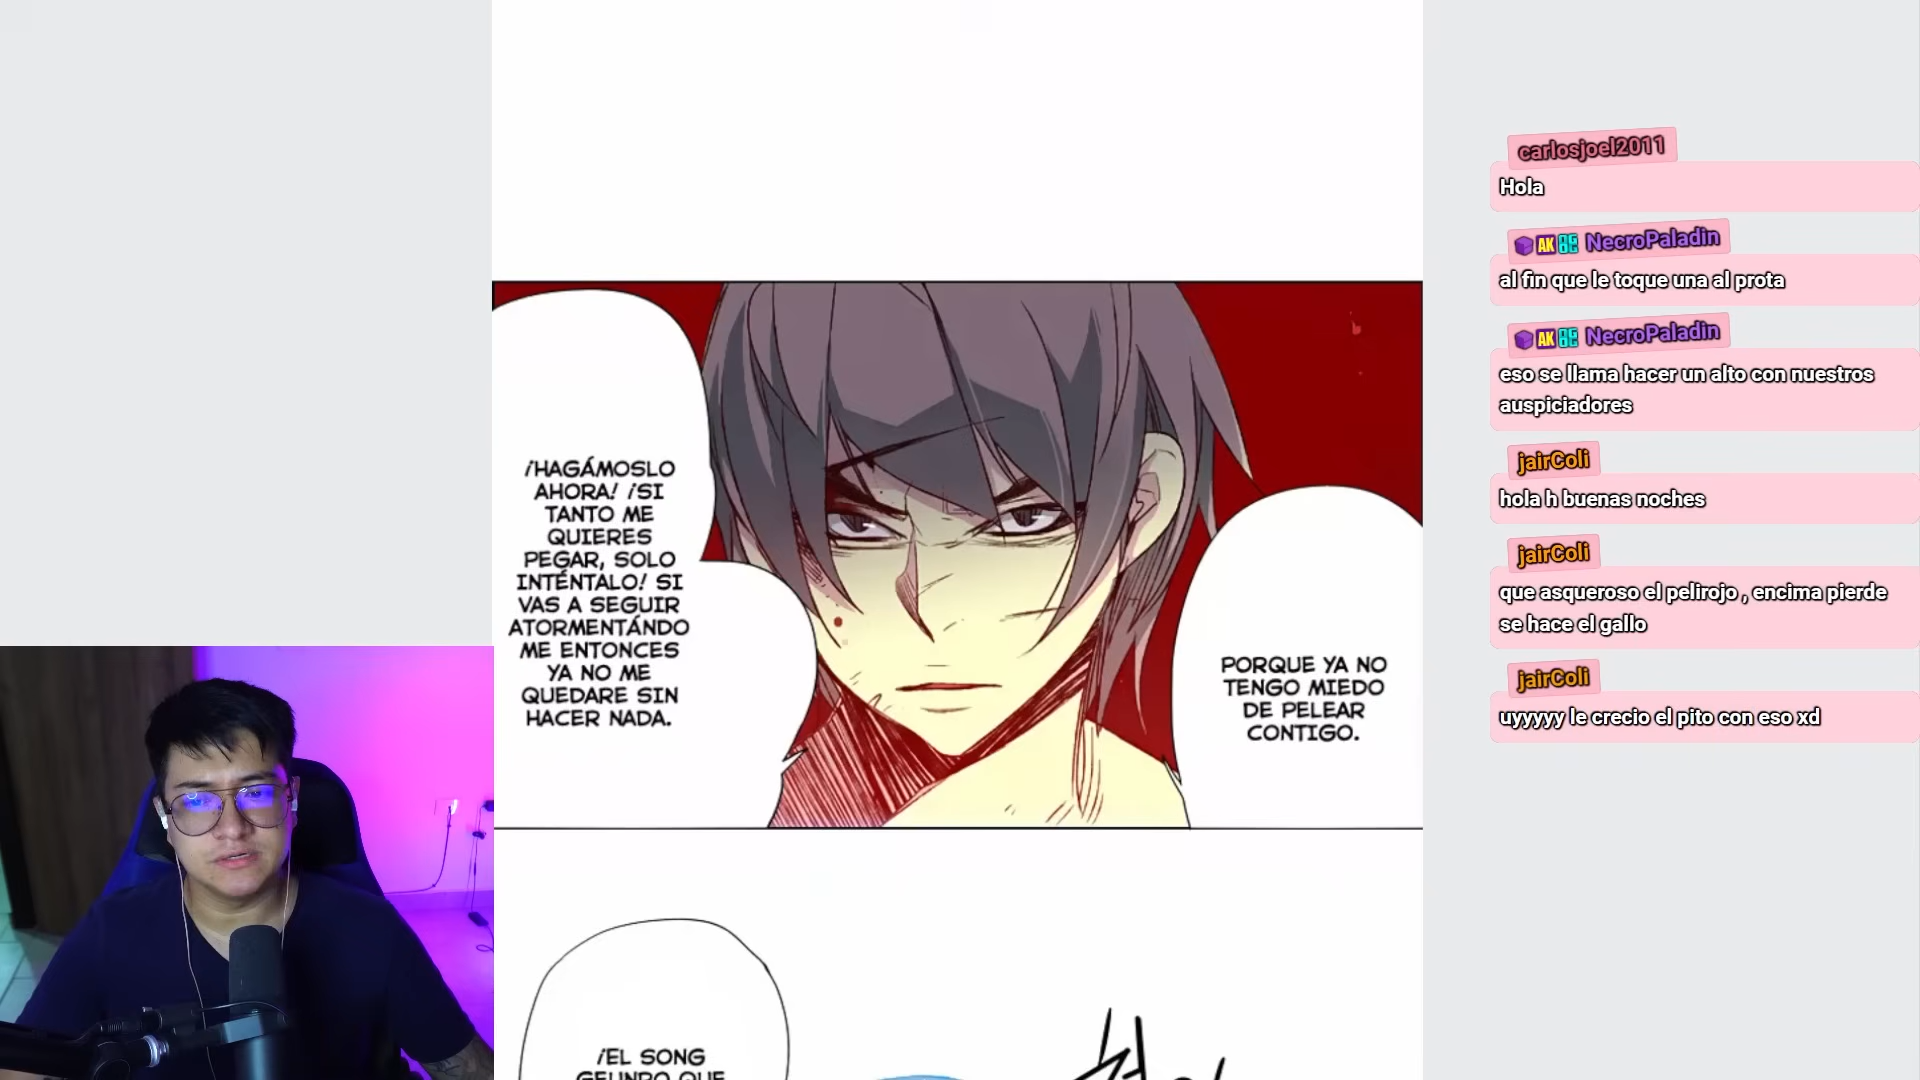 ¡HAGÁMOSLO
AHORA! ¡SI
TANTO ME
QUIERES
PEGAR, SOLO
INTÉNTALO! SI
VAS A SEGUIR
ATORMENTÁNDO
ME ENTONCES
YA NO ME
QUEDARE SIN
HACER NADA.
PORQUE YA NO
TENGO MIEDO
DE PELEAR
CONTIGO.
¡EL SONG
GEUNPO QUE
carlosjoel2011
Hola
AK NecroPaladin
al fin que le toque una al prota
AK NecroPaladin
eso se llama hacer un alto con nuestros
auspiciadores
jairColi
hola h buenas noches
jairColi
que asqueroso el pelirojo , encima pierde
se hace el gallo
jairColi
uyyyyy le crecio el pito con eso xd